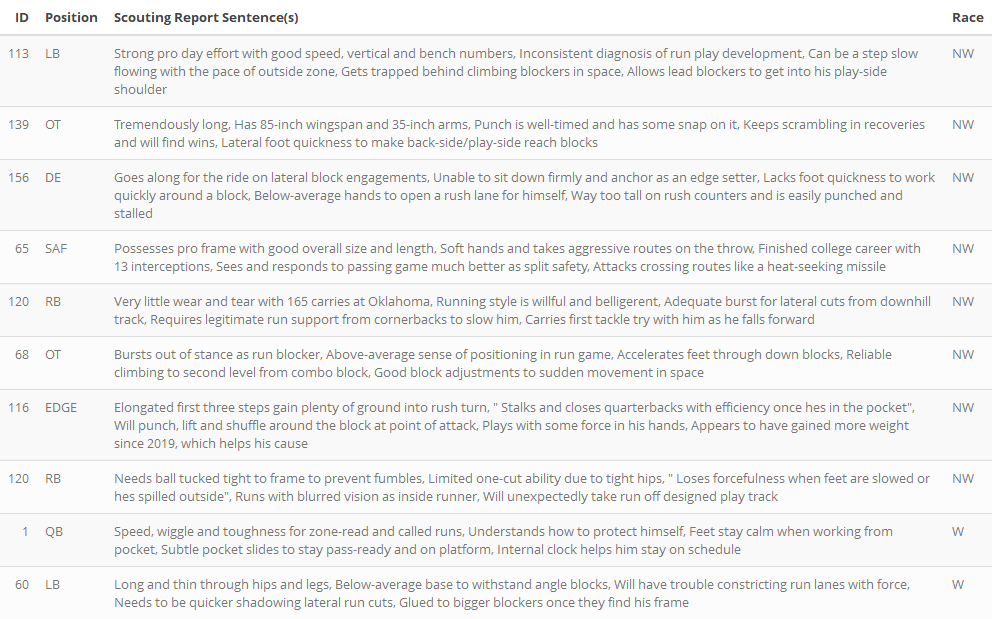 ID Position Scouting Report Sentence(s) Race
113 LB Strong pro day effort with good speed, vertical and bench numbers, Inconsistent diagnosis of run play development, Can be a step slow NW
flowing with the pace of outside zone, Gets trapped behind climbing blockers in space, Allows lead blockers to get into his play-side
shoulder
139 OT Tremendously long, Has 85-inch wingspan and 35-inch arms, Punch is well-timed and has some snap on it, Keeps scrambling in recoveries NW
and will find wins, Lateral foot quickness to make back-side/play-side reach blocks
156 DE Goes along for the ride on lateral block engagements, Unable to sit down firmly and anchor as an edge setter, Lacks foot quickness to work NW
quickly around a block, Below-average hands to open a rush lane for himself, Way too tall on rush counters and is easily punched and
stalled
65 SAF Possesses pro frame with good overall size and length, Soft hands and takes aggressive routes on the throw, Finished college career with NW
13 interceptions, Sees and responds to passing game much better as split safety, Attacks crossing routes like a heat-seeking missile
120 RB Very little wear and tear with 165 carries at Oklahoma, Running style is willful and belligerent, Adequate burst for lateral cuts from downhill NW
track, Requires legitimate run support from cornerbacks to slow him, Carries first tackle try with him as he falls forward
68 OT Bursts out of stance as run blocker, Above-average sense of positioning in run game, Accelerates feet through down blocks, Reliable NW
climbing to second level from combo block, Good block adjustments to sudden movement in space
116 EDGE Elongated first three steps gain plenty of ground into rush turn, " Stalks and closes quarterbacks with efficiency once hes in the pocket", NW
Will punch, lift and shuffle around the block at point of attack, Plays with some force in his hands, Appears to have gained more weight
since 2019, which helps his cause
120 RB Needs ball tucked tight to frame to prevent fumbles, Limited one-cut ability due to tight hips, " Loses forcefulness when feet are slowed or NW
hes spilled outside", Runs with blurred vision as inside runner, Will unexpectedly take run off designed play track
1 QB Speed, wiggle and toughness for zone-read and called runs, Understands how to protect himself, Feet stay calm when working from W
pocket, Subtle pocket slides to stay pass-ready and on platform, Internal clock helps him stay on schedule
60 LB Long and thin through hips and legs, Below-average base to withstand angle blocks, Will have trouble constricting run lanes with force, W
Needs to be quicker shadowing lateral run cuts, Glued to bigger blockers once they find his frame